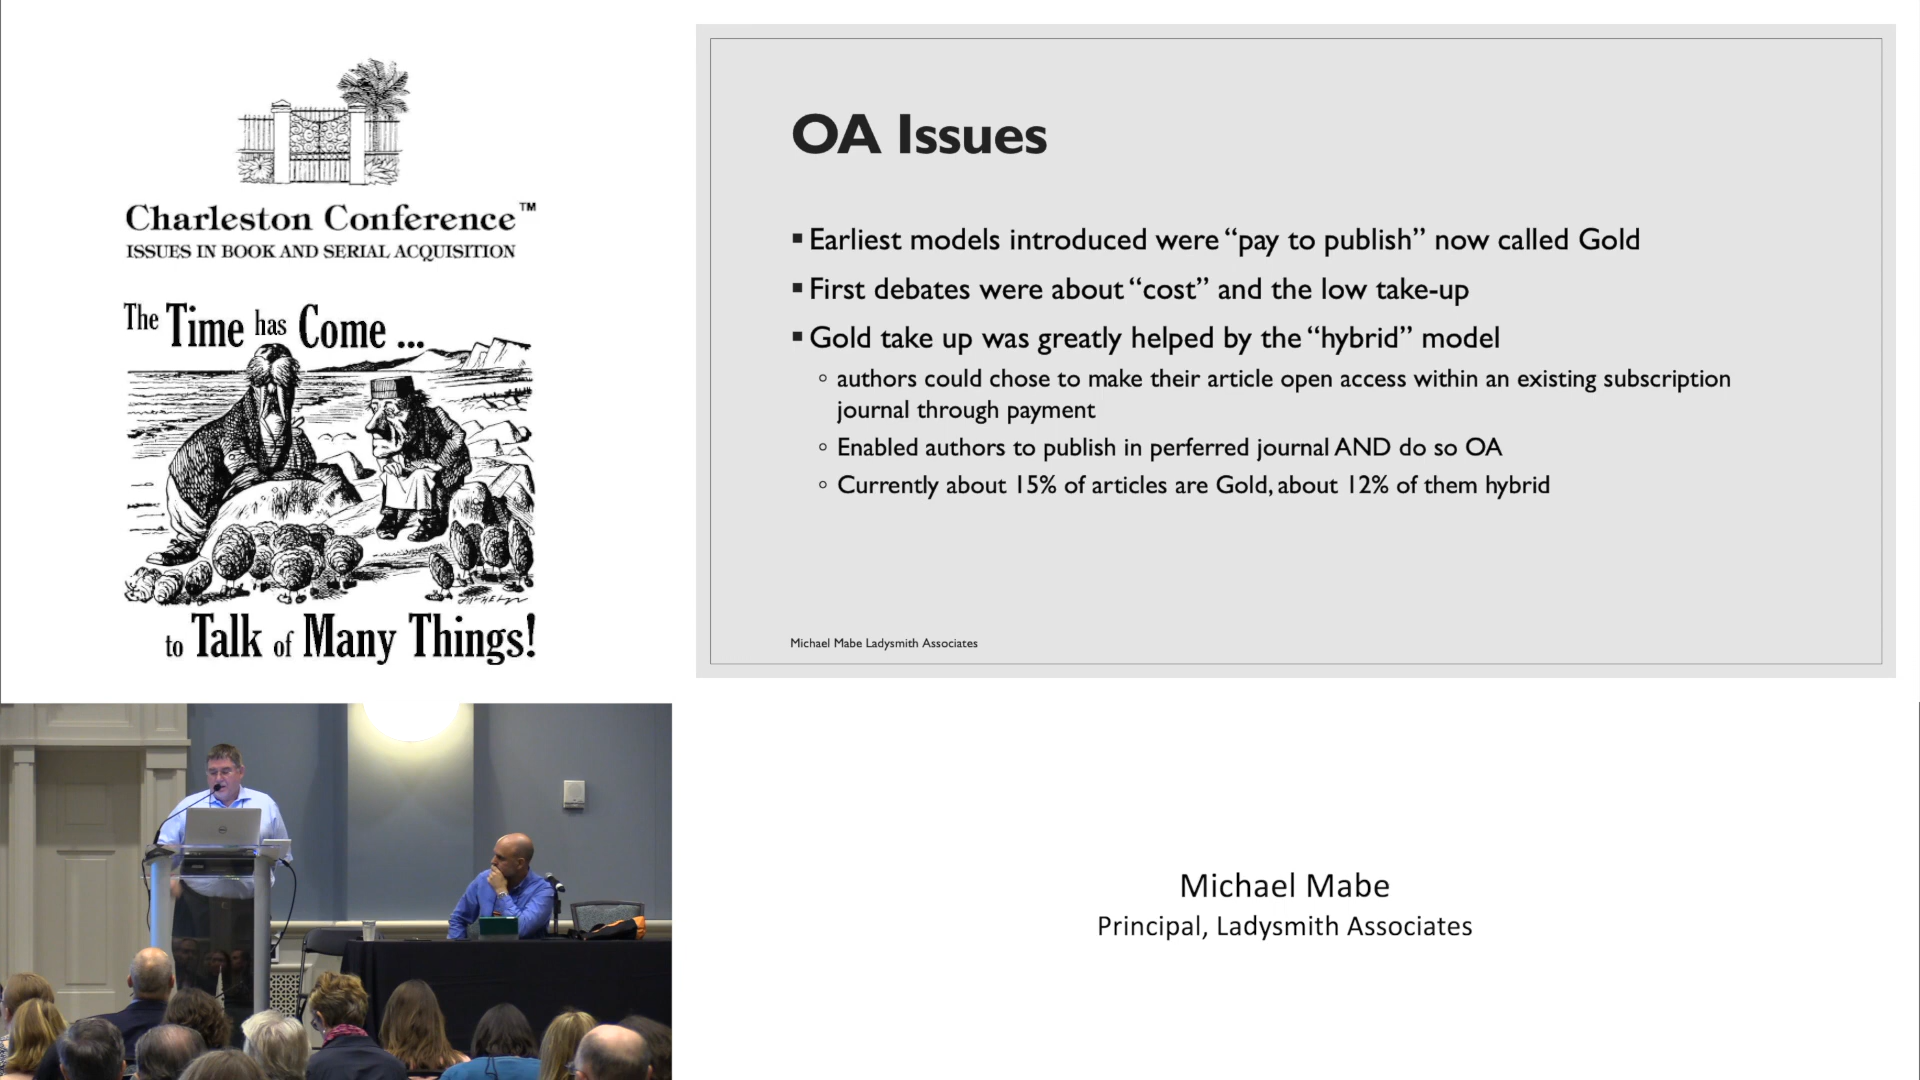 Charleston Conference™
ISSUES IN BOOK AND SERIAL ACQUISITION
The Time has Come ...
to Talk of Many Things!
OA Issues
▪ Earliest models introduced were “pay to publish” now called Gold
▪ First debates were about “cost” and the low take-up
▪ Gold take up was greatly helped by the “hybrid” model
◦ authors could chose to make their article open access within an existing subscription
journal through payment
◦ Enabled authors to publish in perferred journal AND do so OA
◦ Currently about 15% of articles are Gold, about 12% of them hybrid
Michael Mabe Ladysmith Associates
Michael Mabe
Principal, Ladysmith Associates